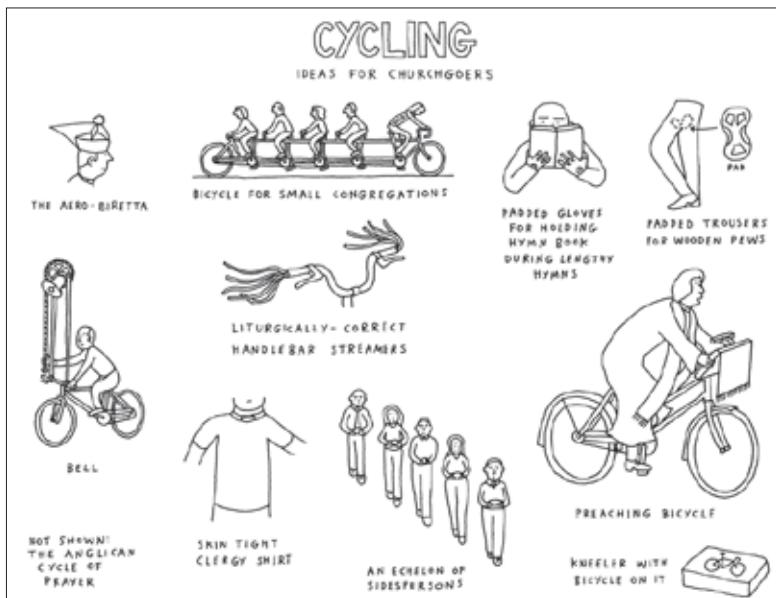 CYCLING
IDEAS FOR CHURCHGOERS
THE AERO-BIRETTA
BICYCLE FOR SMALL CONGREGATIONS
PADDED GLOVES
FOR HOLDING
HYMN BOOK
DURING LENGTHY
HYMNS
PAD
PADDED TROUSERS
FOR WOODEN PEWS
BELL
LITURGICALLY-CORRECT
HANDLEBAR STREAMERS
PREACHING BICYCLE
NOT SHOWN:
THE ANGLICAN
CYCLE OF
PRAYER
SKIN TIGHT
CLERGY SHIRT
AN ECHELON OF
SIDESPERSONS
KNEELER WITH
BICYCLE ON IT